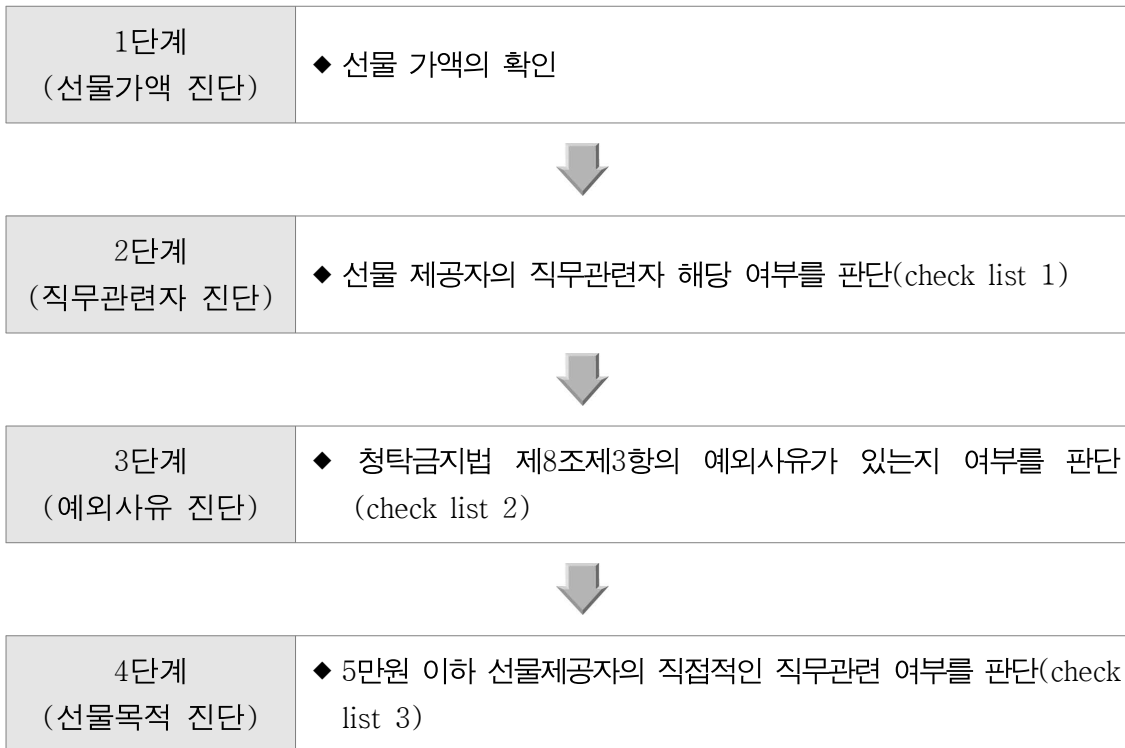 1단계
(선물가액 진단)
◆ 선물 가액의 확인
2단계
(직무관련자 진단)
◆ 선물 제공자의 직무관련자 해당 여부를 판단(check list 1)
3단계
(예외사유 진단)
◆ 청탁금지법 제8조제3항의 예외사유가 있는지 여부를 판단
(check list 2)
4단계
(선물목적 진단)
◆ 5만원 이하 선물제공자의 직접적인 직무관련 여부를 판단(check
list 3)